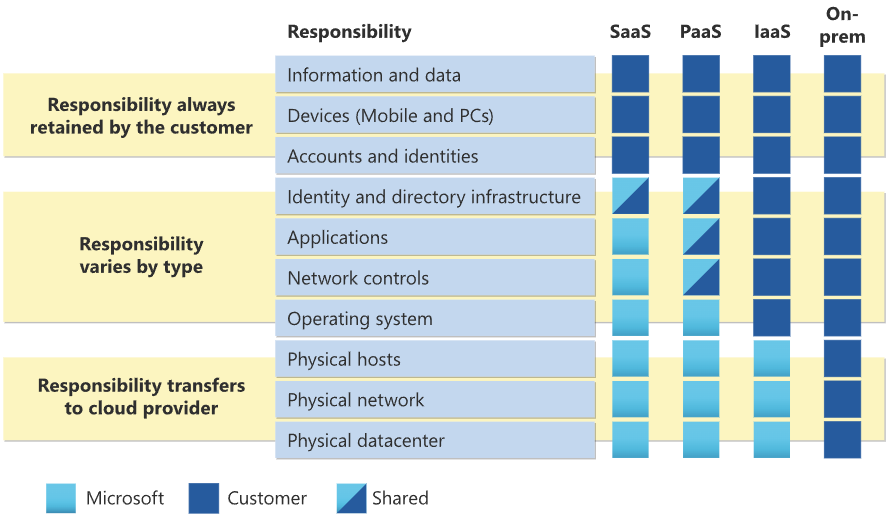 Responsibility SaaS PaaS IaaS On-
prem
Responsibility always
retained by the customer
Information and data
Devices (Mobile and PCs)
Accounts and identities
Responsibility
varies by type
Identity and directory infrastructure
Applications
Network controls
Operating system
Responsibility transfers
to cloud provider
Physical hosts
Physical network
Physical datacenter
Microsoft Customer Shared